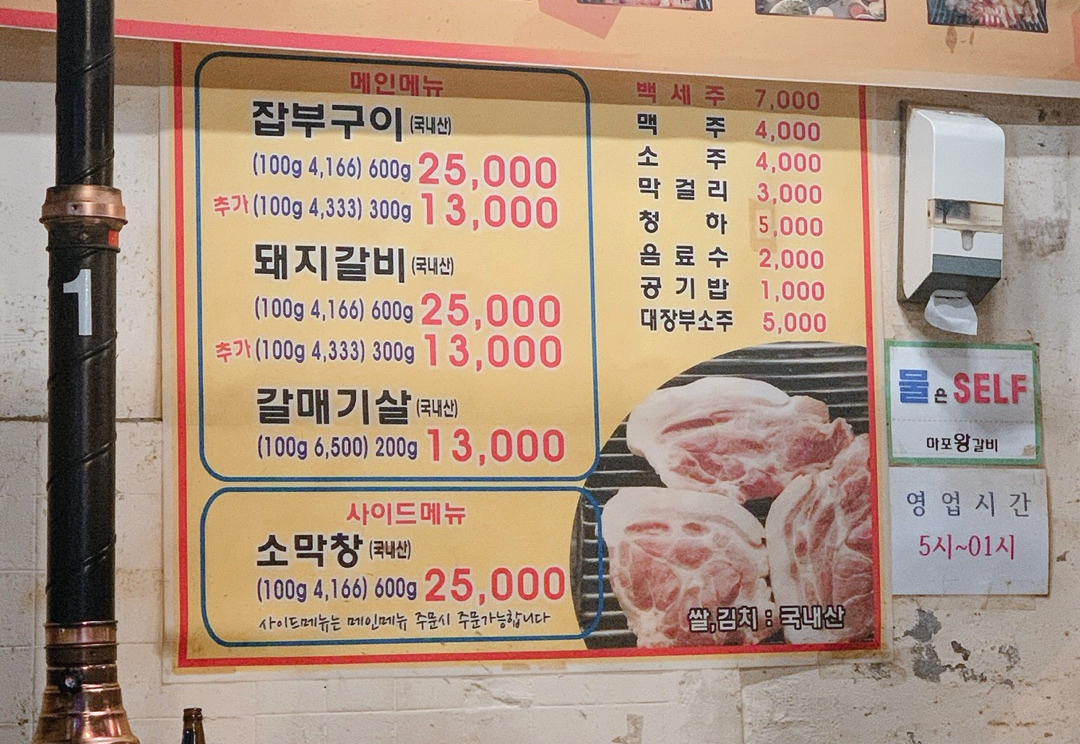 메인메뉴
잡부구이 (국내산)
(100g 4,166) 600g 25,000
추가 (100g 4,333) 300g 13,000
돼지갈비 (국내산)
(100g 4,166) 600g 25,000
추가 (100g 4,333) 300g 13,000
갈매기살 (국내산)
(100g 6,500) 200g 13,000
사이드메뉴
소막창 (국내산)
(100g 4,166) 600g 25,000
사이드메뉴는 메인메뉴 주문시 주문가능합니다
백세주 7,000
맥주 4,000
소주 4,000
막걸리 3,000
청하 5,000
음료수 2,000
공기밥 1,000
대장부소주 5,000
쌀,김치 : 국내산
물은 SELF
마포왕갈비
영업시간
5시~01시
1